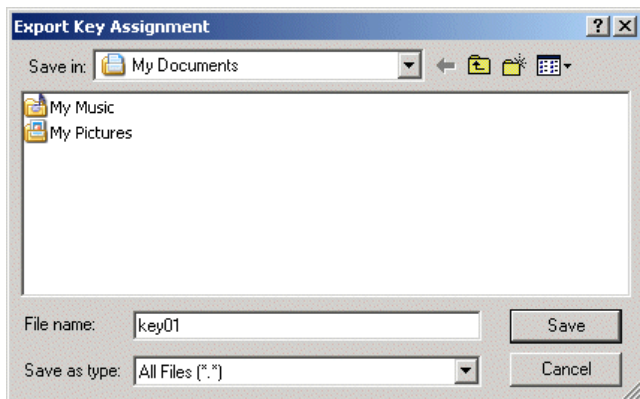 Export Key Assignment
Save in: My Documents
My Music
My Pictures
File name: key01 Save
Save as type: All Files (*.*) Cancel